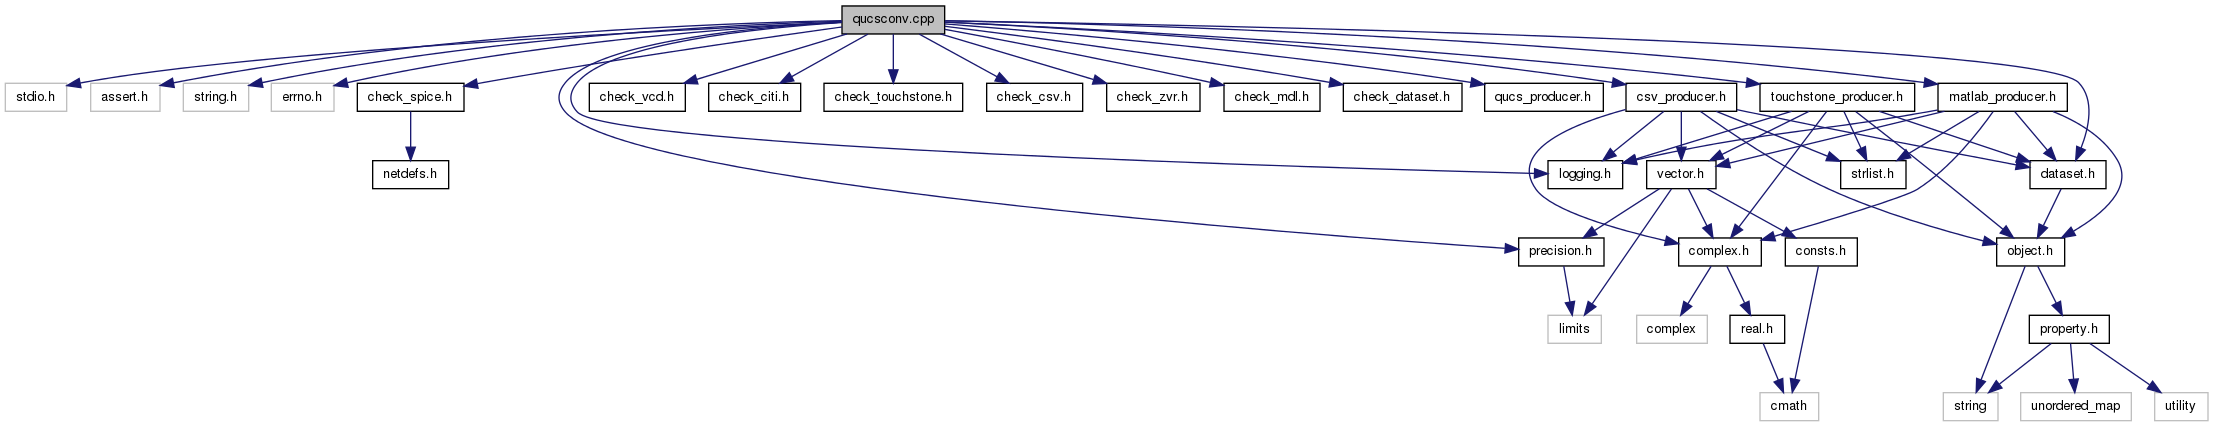 qucsconv.cpp
stdio.h
assert.h
string.h
errno.h
check_spice.h
check_vcd.h
check_citi.h
check_touchstone.h
check_csv.h
check_zvr.h
check_mdl.h
check_dataset.h
qucs_producer.h
csv_producer.h
touchstone_producer.h
matlab_producer.h
netdefs.h
logging.h
vector.h
strlist.h
dataset.h
precision.h
complex.h
consts.h
object.h
limits
complex
real.h
property.h
cmath
string
unordered_map
utility